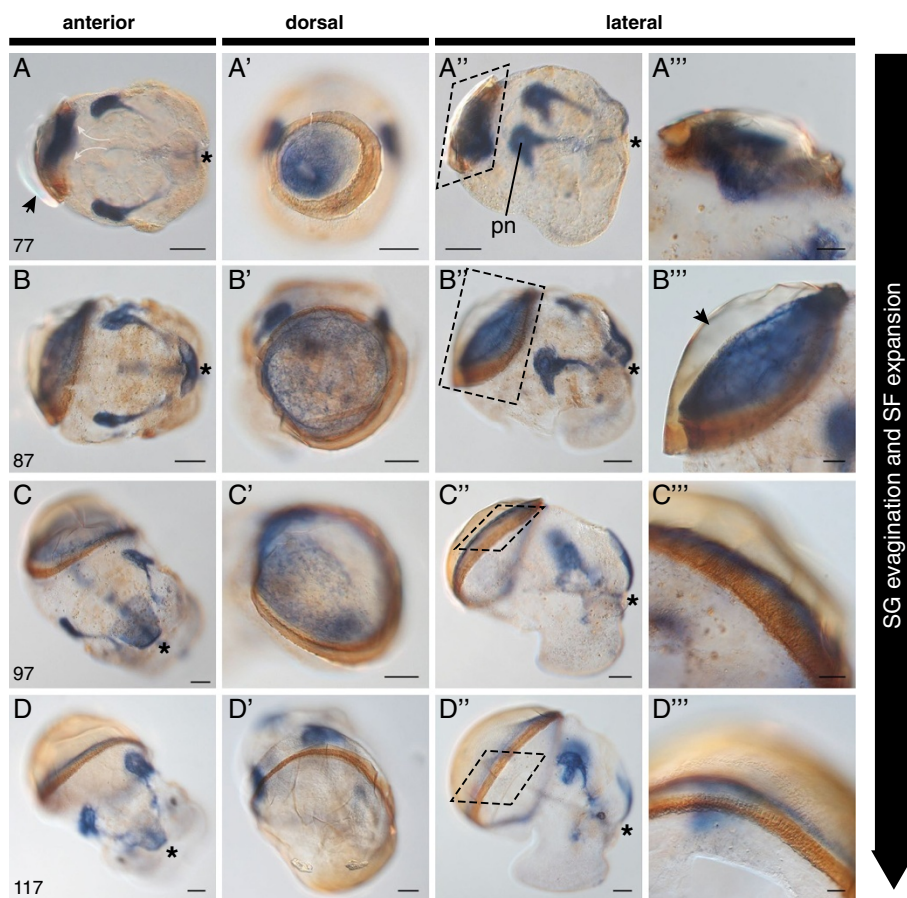 anterior dorsal lateral
A A' A'' A'''
* *
pn
77
B B' B'' B'''
* *
87
C C' C'' C'''
* *
97
D D' D'' D'''
* *
117
SG evagination and SF expansion